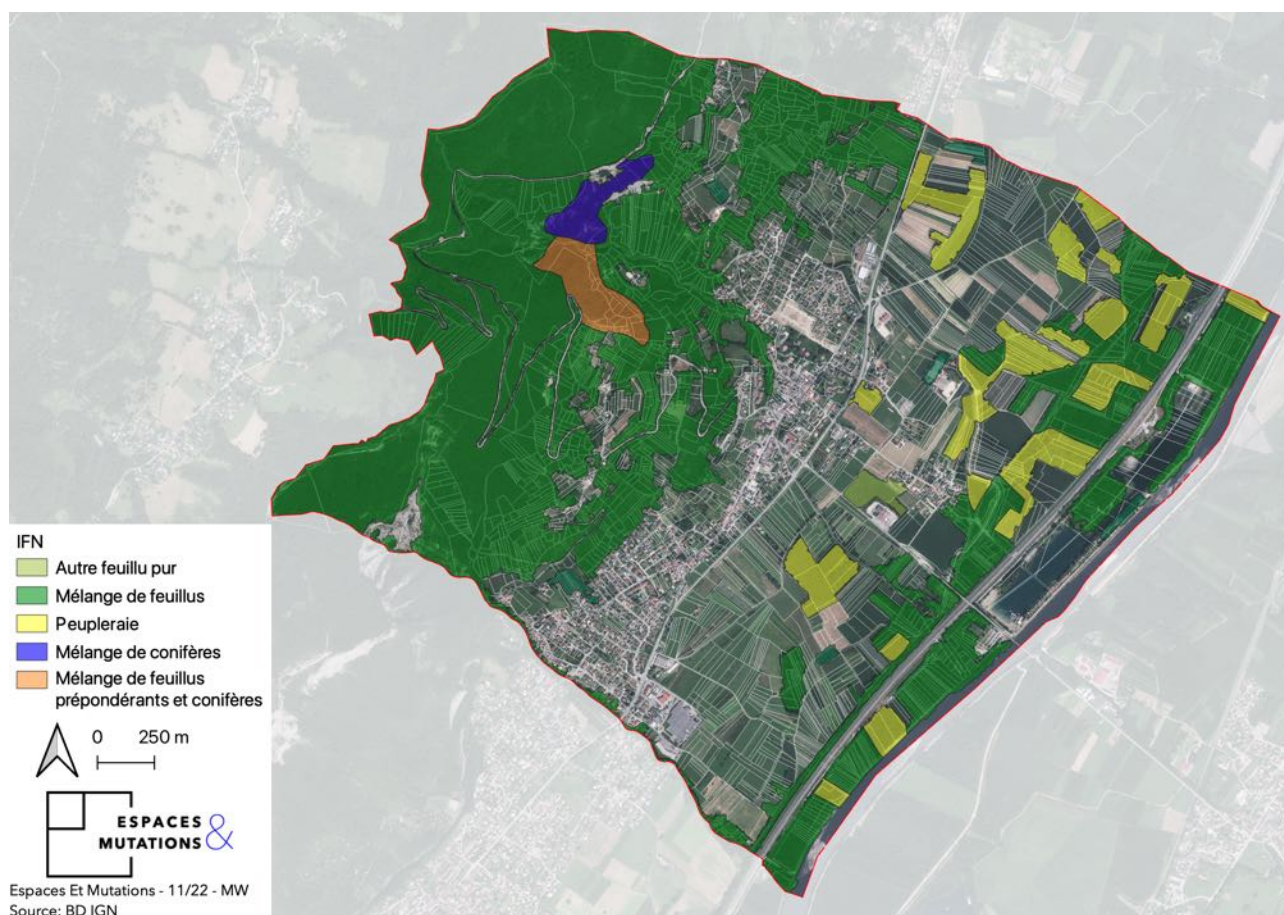 IFN
Autre feuillu pur
Mélange de feuillus
Peupleraie
Mélange de conifères
Mélange de feuillus
prépondérants et conifères
0 250 m
ESPACES
MUTATIONS &
Espaces Et Mutations - 11/22 - MW
Source: BD IGN